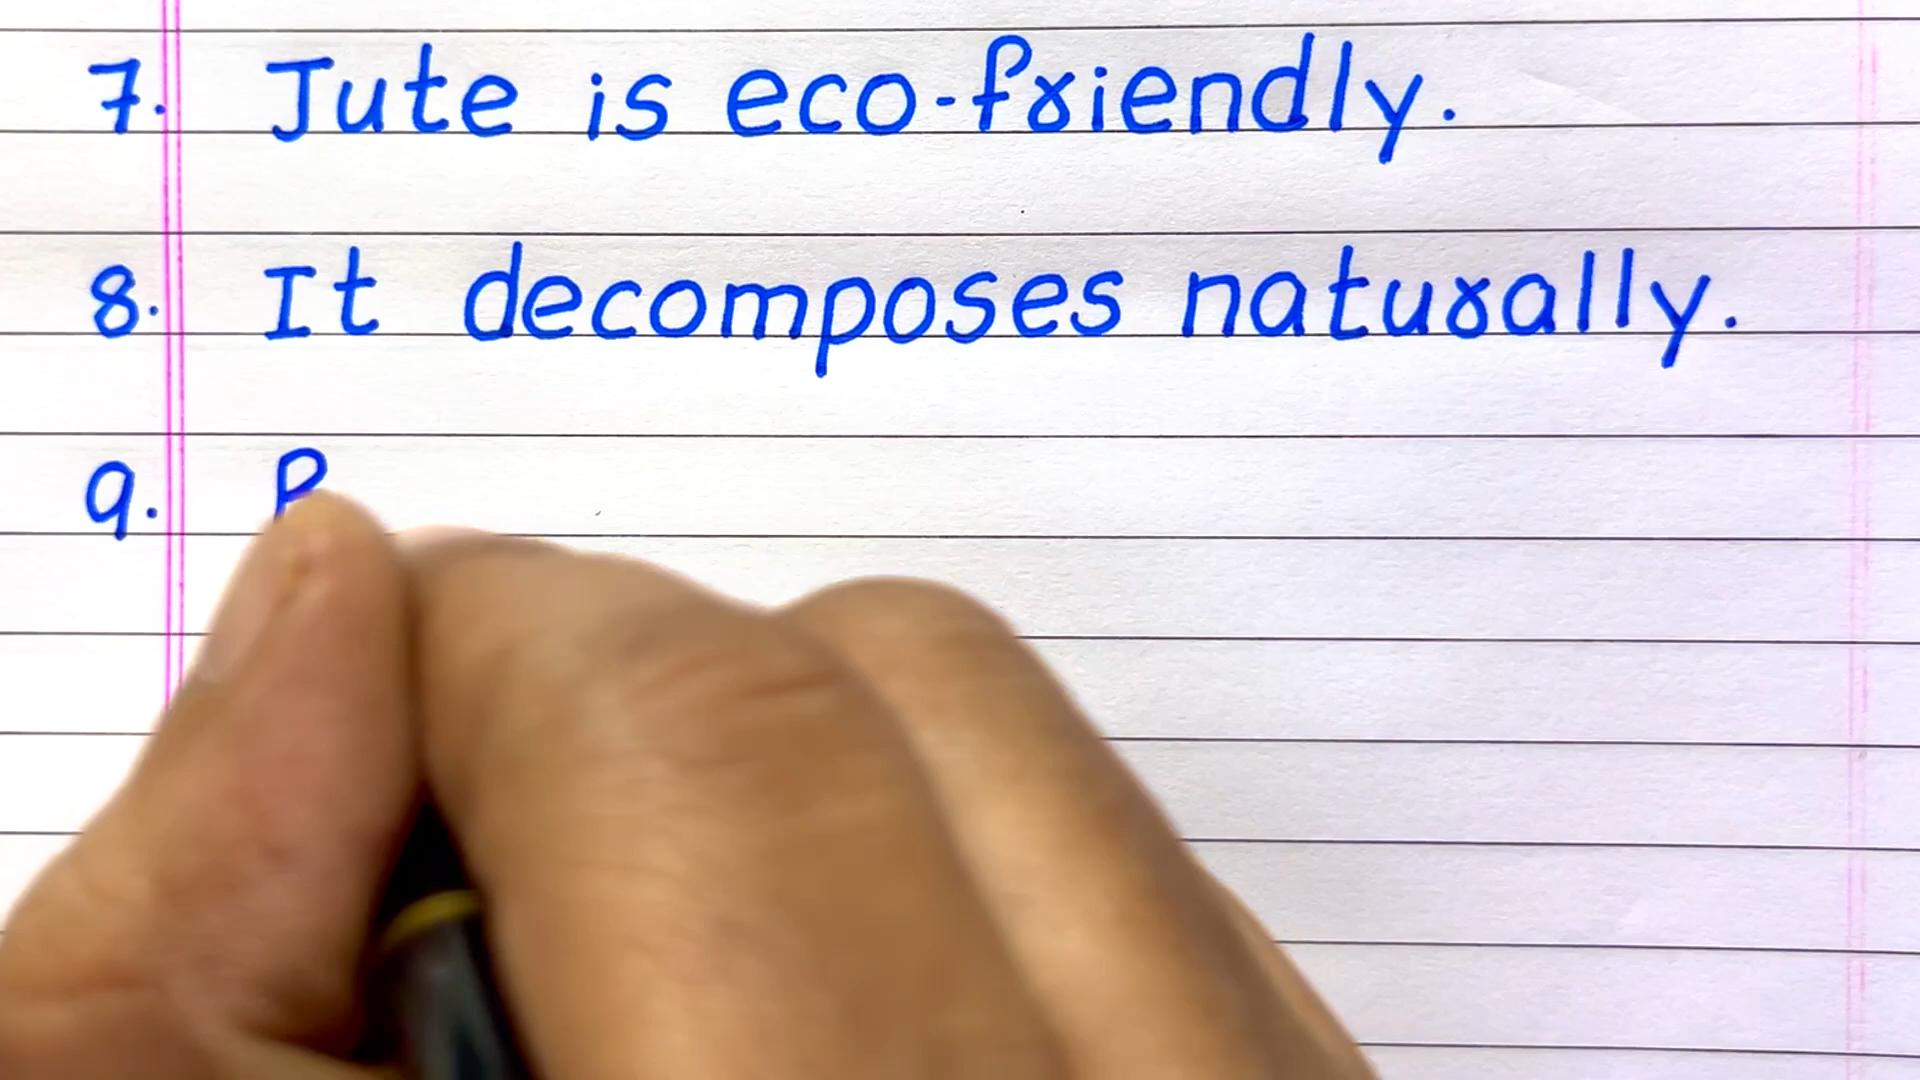 7. Jute is eco-friendly.
8. It decomposes naturally.
9.